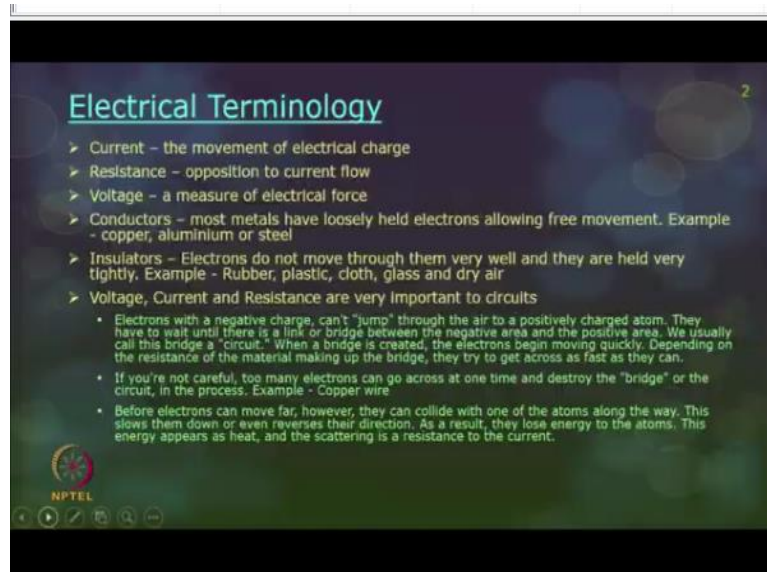 2
Electrical Terminology
➢ Current – the movement of electrical charge
➢ Resistance – opposition to current flow
➢ Voltage – a measure of electrical force
➢ Conductors – most metals have loosely held electrons allowing free movement. Example
- copper, aluminium or steel
➢ Insulators – Electrons do not move through them very well and they are held very
tightly. Example - Rubber, plastic, cloth, glass and dry air
➢ Voltage, Current and Resistance are very important to circuits
• Electrons with a negative charge, can't "jump" through the air to a positively charged atom. They
have to wait until there is a link or bridge between the negative area and the positive area. We usually
call this bridge a "circuit." When a bridge is created, the electrons begin moving quickly. Depending on
the resistance of the material making up the bridge, they try to get across as fast as they can.
• If you're not careful, too many electrons can go across at one time and destroy the "bridge" or the
circuit, in the process. Example - Copper wire
• Before electrons can move far, however, they can collide with one of the atoms along the way. This
slows them down or even reverses their direction. As a result, they lose energy to the atoms. This
energy appears as heat, and the scattering is a resistance to the current.
NPTEL